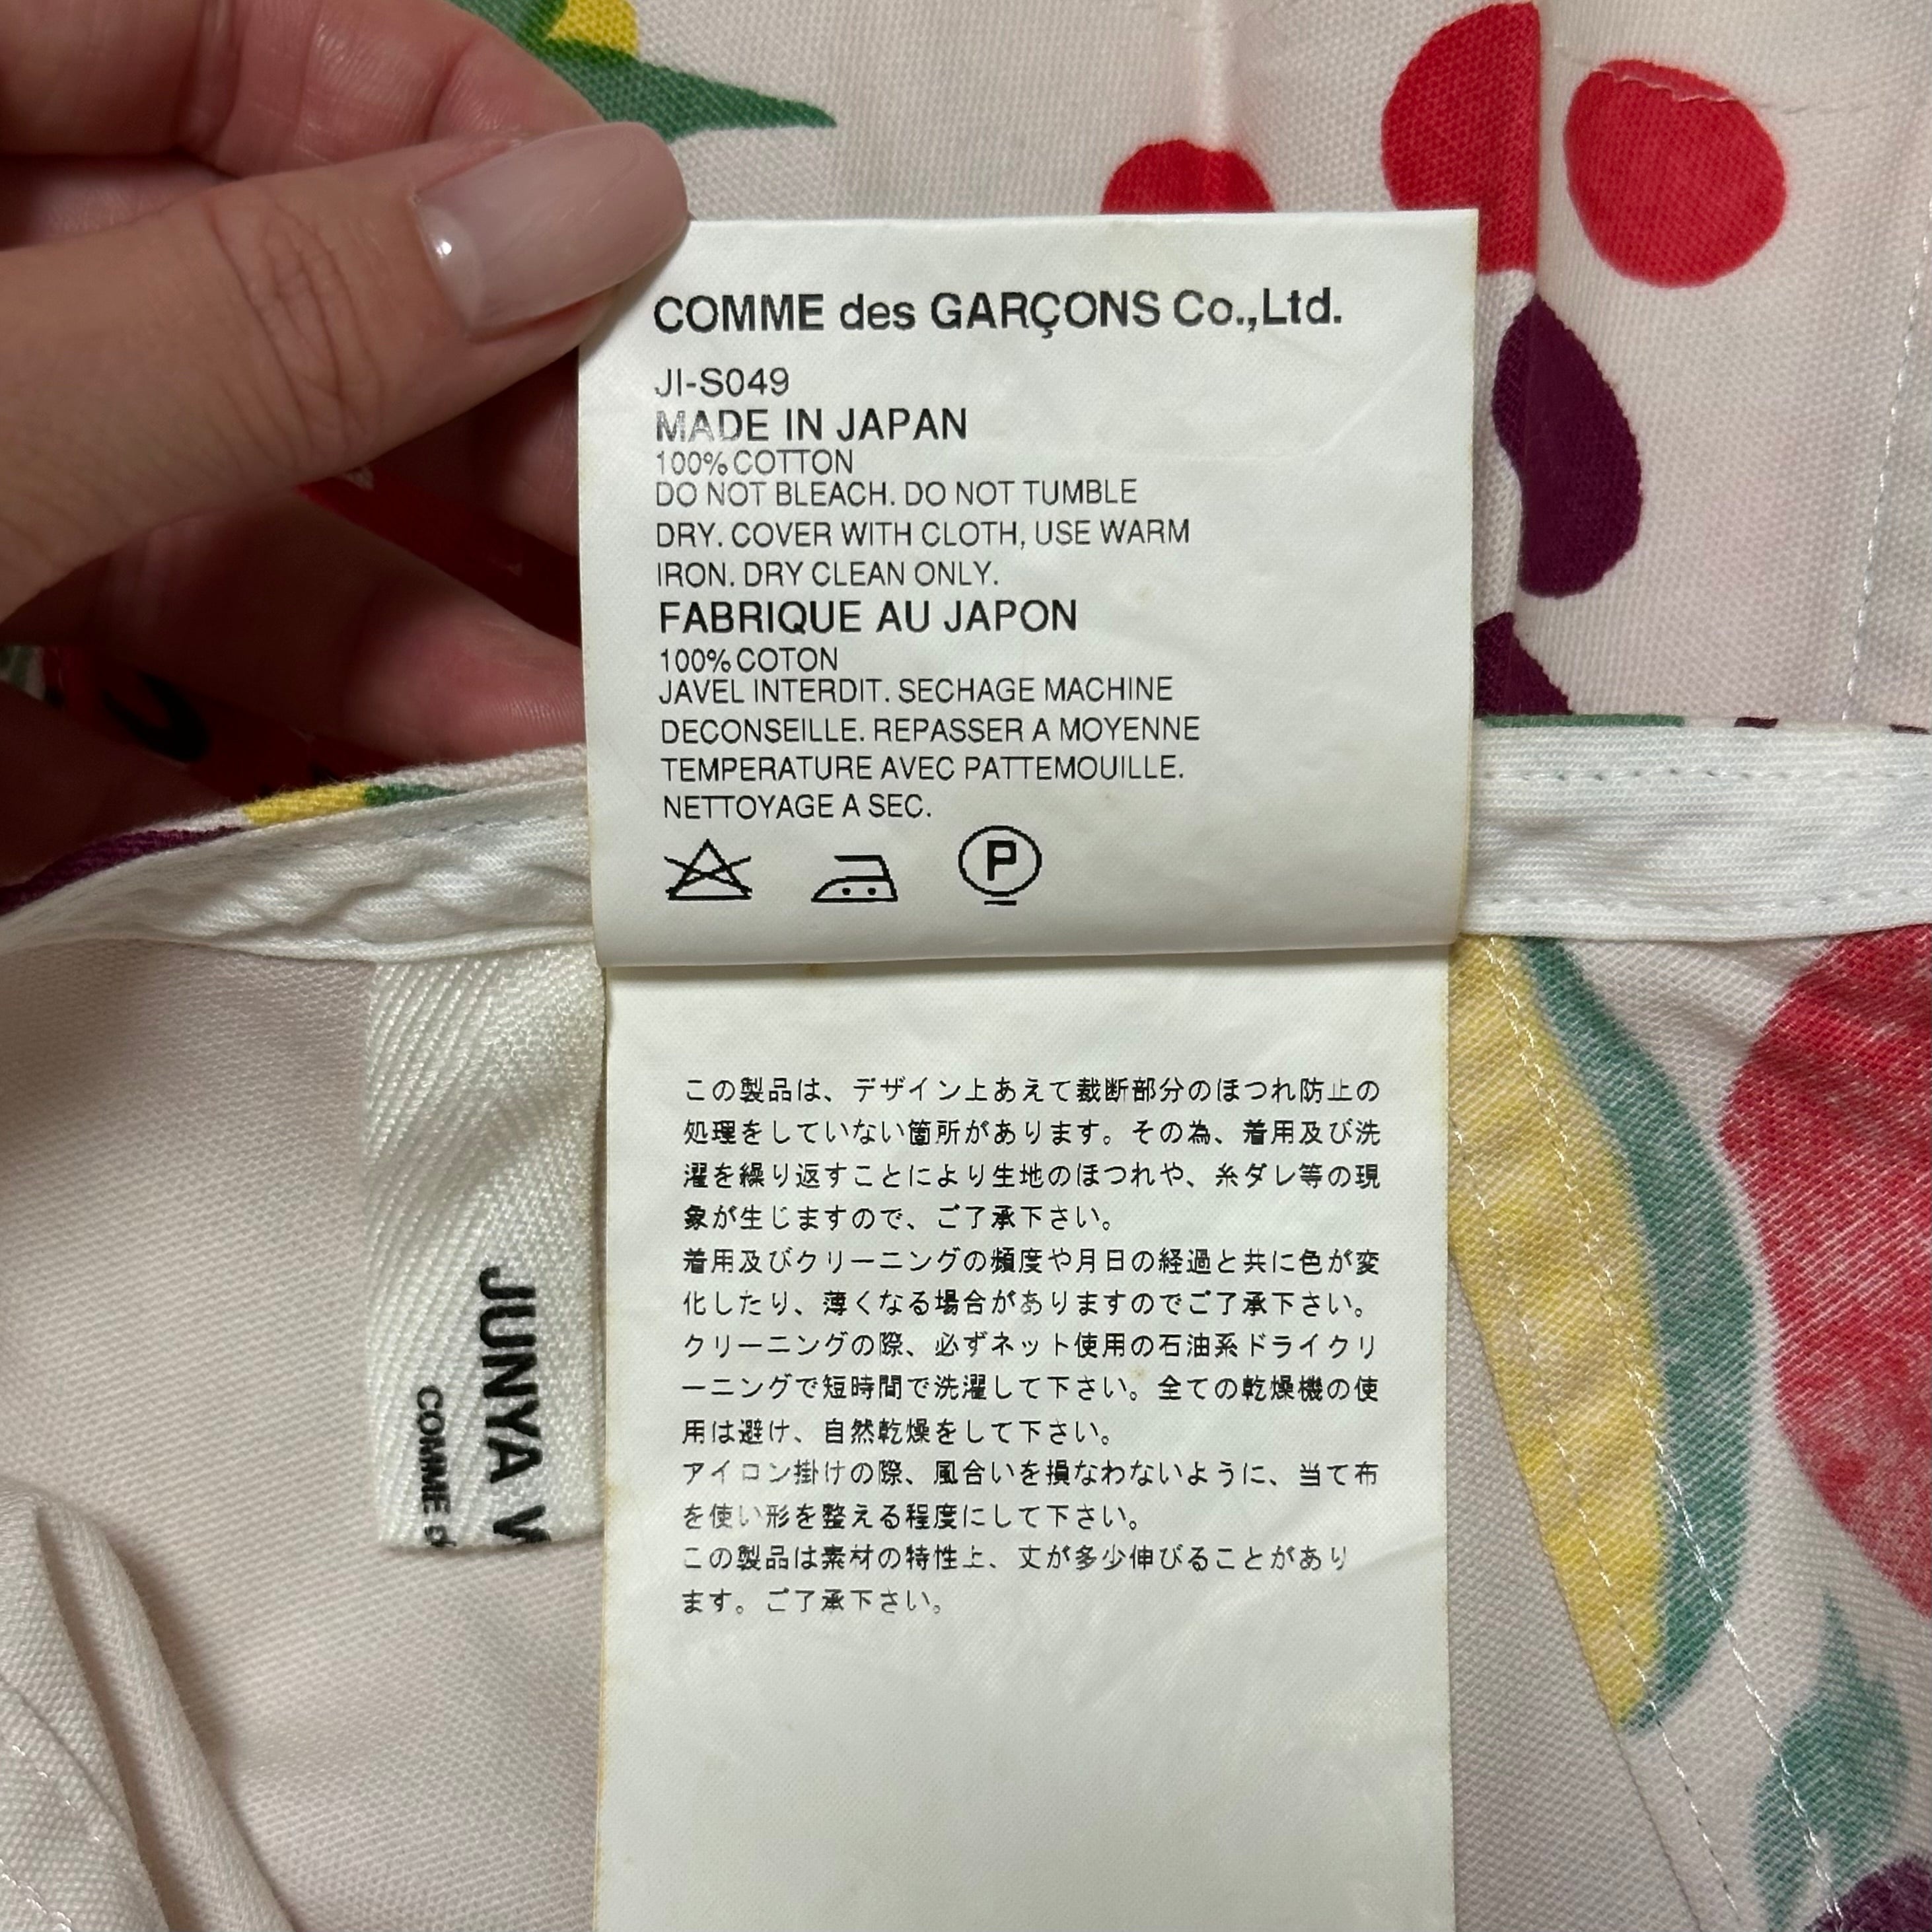 COMME des GARÇONS Co.,Ltd.
JI-S049
MADE IN JAPAN
100% COTTON
DO NOT BLEACH. DO NOT TUMBLE
DRY. COVER WITH CLOTH, USE WARM
IRON. DRY CLEAN ONLY.
FABRIQUE AU JAPON
100% COTON
JAVEL INTERDIT. SECHAGE MACHINE
DECONSEILLE. REPASSER A MOYENNE
TEMPERATURE AVEC PATTEMOUILLE.
NETTOYAGE A SEC.
P
この製品は、デザイン上あえて裁断部分のほつれ防止の
処理をしていない箇所があります。その為、着用及び洗
濯を繰り返すことにより生地のほつれや、糸ダレ等の現
象が生じますので、ご了承下さい。
着用及びクリーニングの頻度や月日の経過と共に色が変
化したり、薄くなる場合がありますのでご了承下さい。
クリーニングの際、必ずネット使用の石油系ドライクリ
ーニングで短時間で洗濯して下さい。全ての乾燥機の使
用は避け、自然乾燥をして下さい。
アイロン掛けの際、風合いを損なわないように、当て布
を使い形を整える程度にして下さい。
この製品は素材の特性上、丈が多少伸びることがあり
ます。ご了承下さい。
JUNYA
COMME